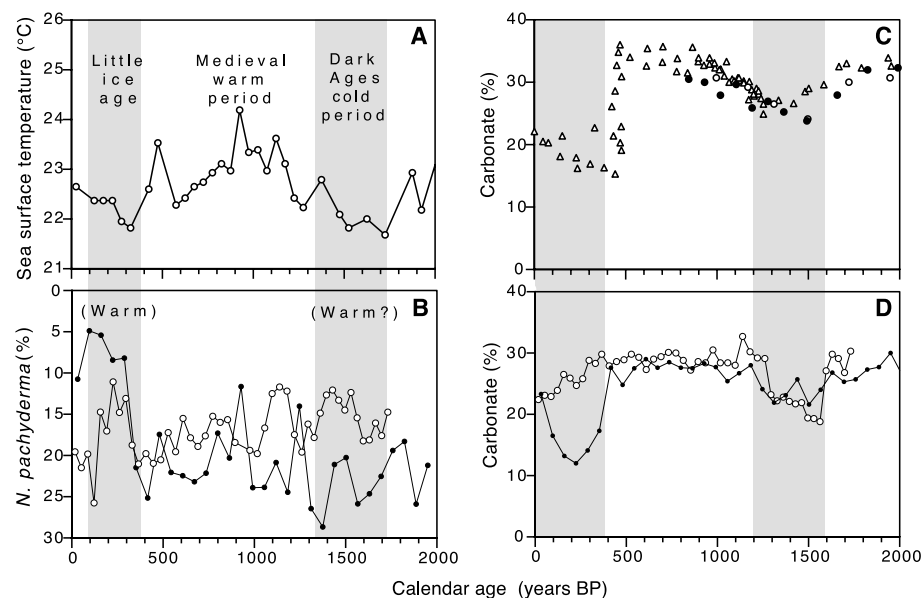 26
25
24
23
22
21
Sea surface temperature (°C)
A
Little
ice
age
Medieval
warm
period
Dark
Ages
cold
period
0
5
10
15
20
25
30
N. pachyderma (%)
B
(Warm)
(Warm?)
0
500
1000
1500
2000
40
30
20
10
0
Carbonate (%)
C
40
30
20
10
0
Carbonate (%)
D
0
500
1000
1500
2000
Calendar age (years BP)